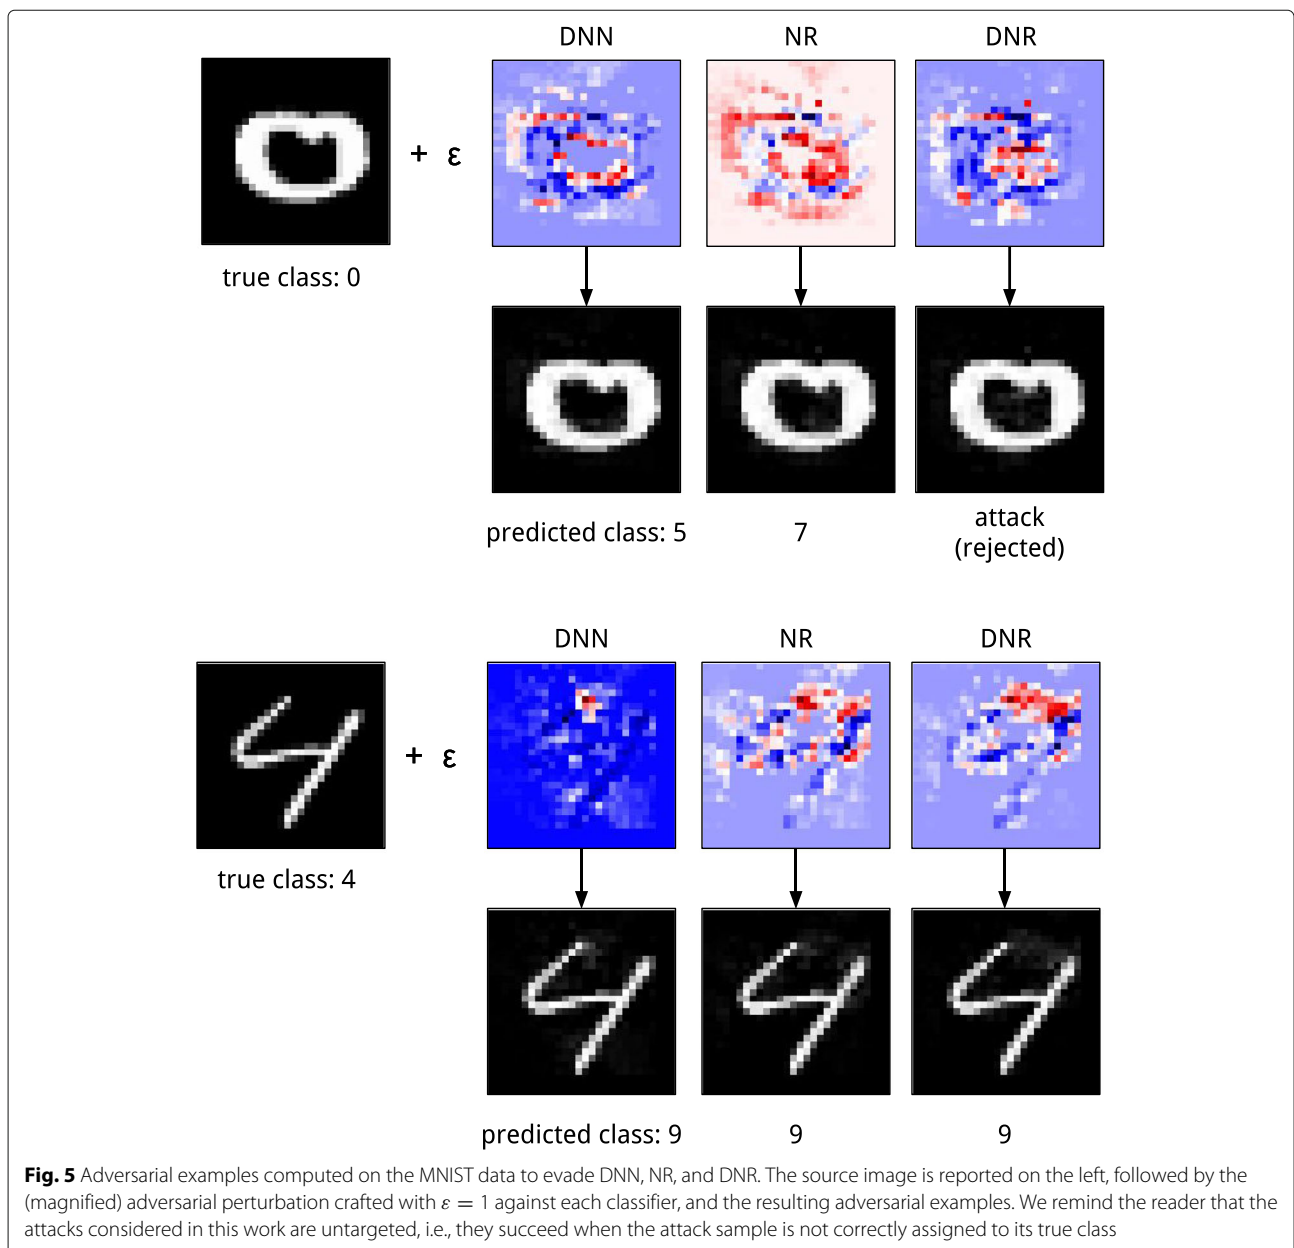 DNN NR DNR
+ ε
true class: 0
predicted class: 5 7 attack
(rejected)
DNN NR DNR
+ ε
true class: 4
predicted class: 9 9 9
Fig. 5 Adversarial examples computed on the MNIST data to evade DNN, NR, and DNR. The source image is reported on the left, followed by the
(magnified) adversarial perturbation crafted with ε = 1 against each classifier, and the resulting adversarial examples. We remind the reader that the
attacks considered in this work are untargeted, i.e., they succeed when the attack sample is not correctly assigned to its true class